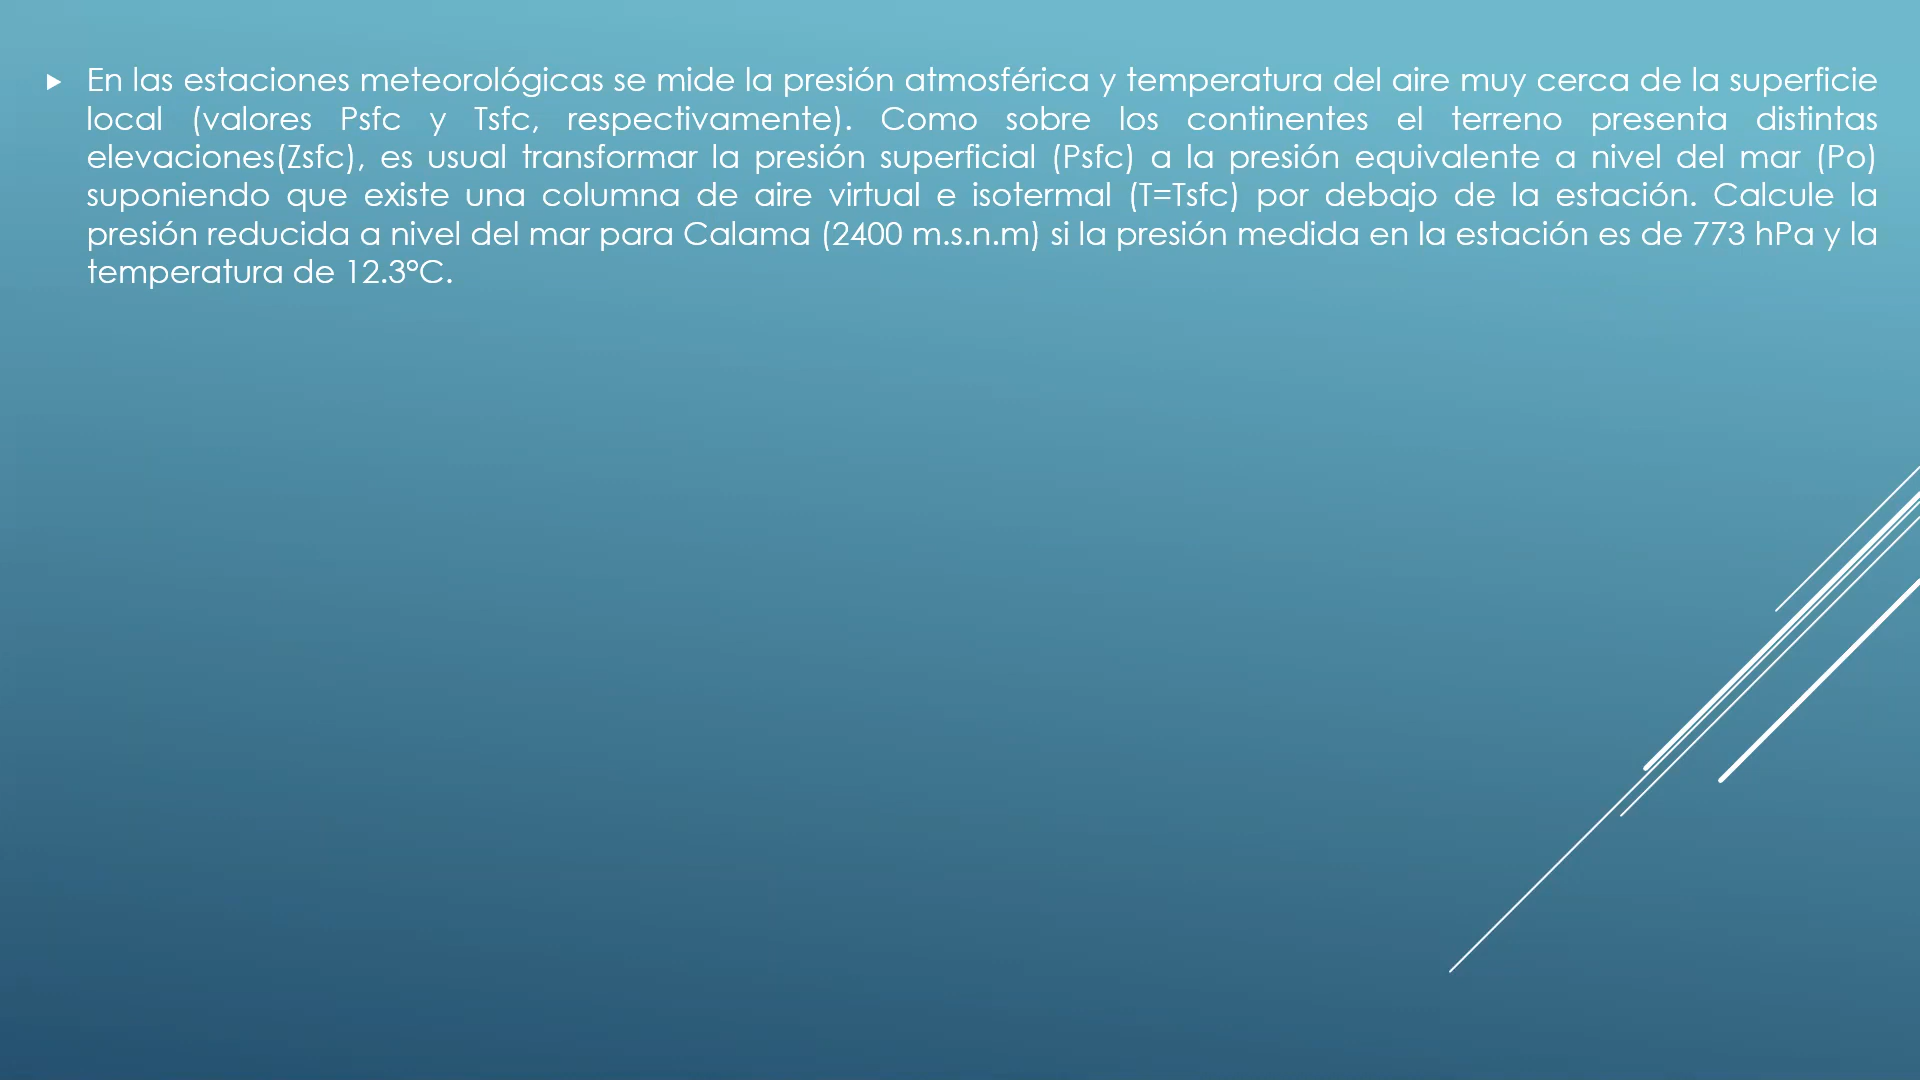 En las estaciones meteorológicas se mide la presión atmosférica y temperatura del aire muy cerca de la superficie
local (valores Psfc y Tsfc, respectivamente). Como sobre los continentes el terreno presenta distintas
elevaciones(Zsfc), es usual transformar la presión superficial (Psfc) a la presión equivalente a nivel del mar (Po)
suponiendo que existe una columna de aire virtual e isotermal (T=Tsfc) por debajo de la estación. Calcule la
presión reducida a nivel del mar para Calama (2400 m.s.n.m) si la presión medida en la estación es de 773 hPa y la
temperatura de 12.3°C.